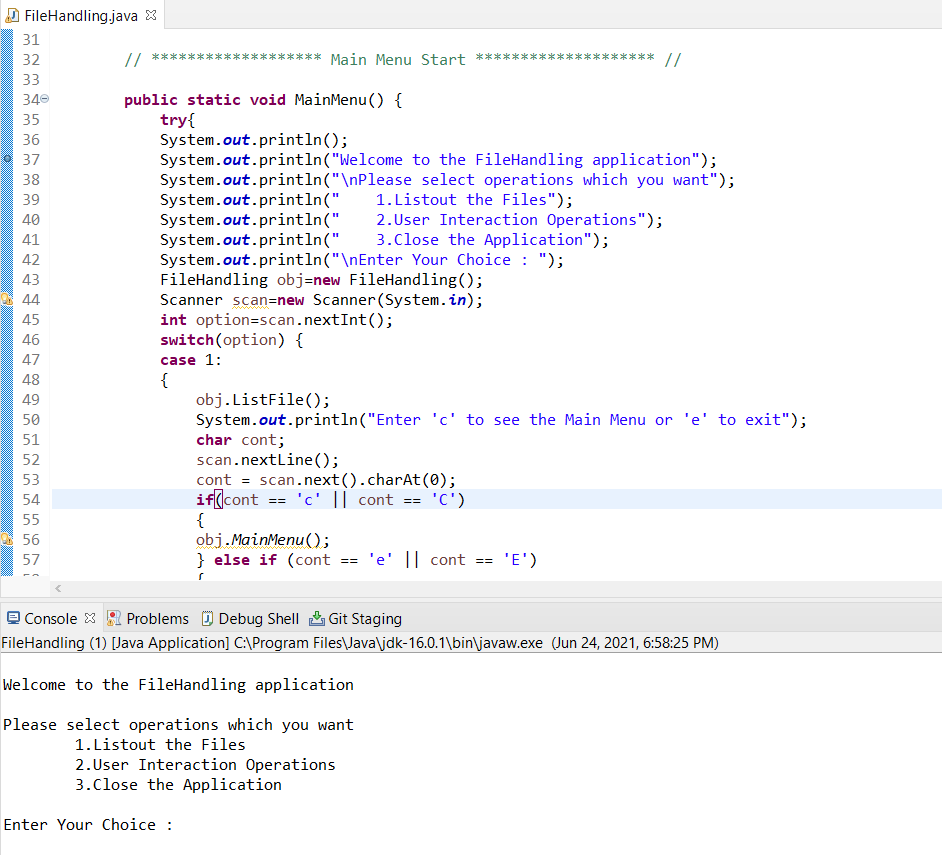 FileHandling.java
31
32 // ******************* Main Menu Start ******************** //
33
34 public static void MainMenu() {
35 try{
36 System.out.println();
37 System.out.println("Welcome to the FileHandling application");
38 System.out.println("\nPlease select operations which you want");
39 System.out.println("    1.Listout the Files");
40 System.out.println("    2.User Interaction Operations");
41 System.out.println("    3.Close the Application");
42 System.out.println("\nEnter Your Choice : ");
43 FileHandling obj=new FileHandling();
44 Scanner scan=new Scanner(System.in);
45 int option=scan.nextInt();
46 switch(option) {
47 case 1:
48 {
49 obj.ListFile();
50 System.out.println("Enter 'c' to see the Main Menu or 'e' to exit");
51 char cont;
52 scan.nextLine();
53 cont = scan.next().charAt(0);
54 if(cont == 'c' || cont == 'C')
55 {
56 obj.MainMenu();
57 } else if (cont == 'e' || cont == 'E')
Console Problems Debug Shell Git Staging
FileHandling (1) [Java Application] C:\Program Files\Java\jdk-16.0.1\bin\javaw.exe (Jun 24, 2021, 6:58:25 PM)
Welcome to the FileHandling application
Please select operations which you want
1.Listout the Files
2.User Interaction Operations
3.Close the Application
Enter Your Choice :